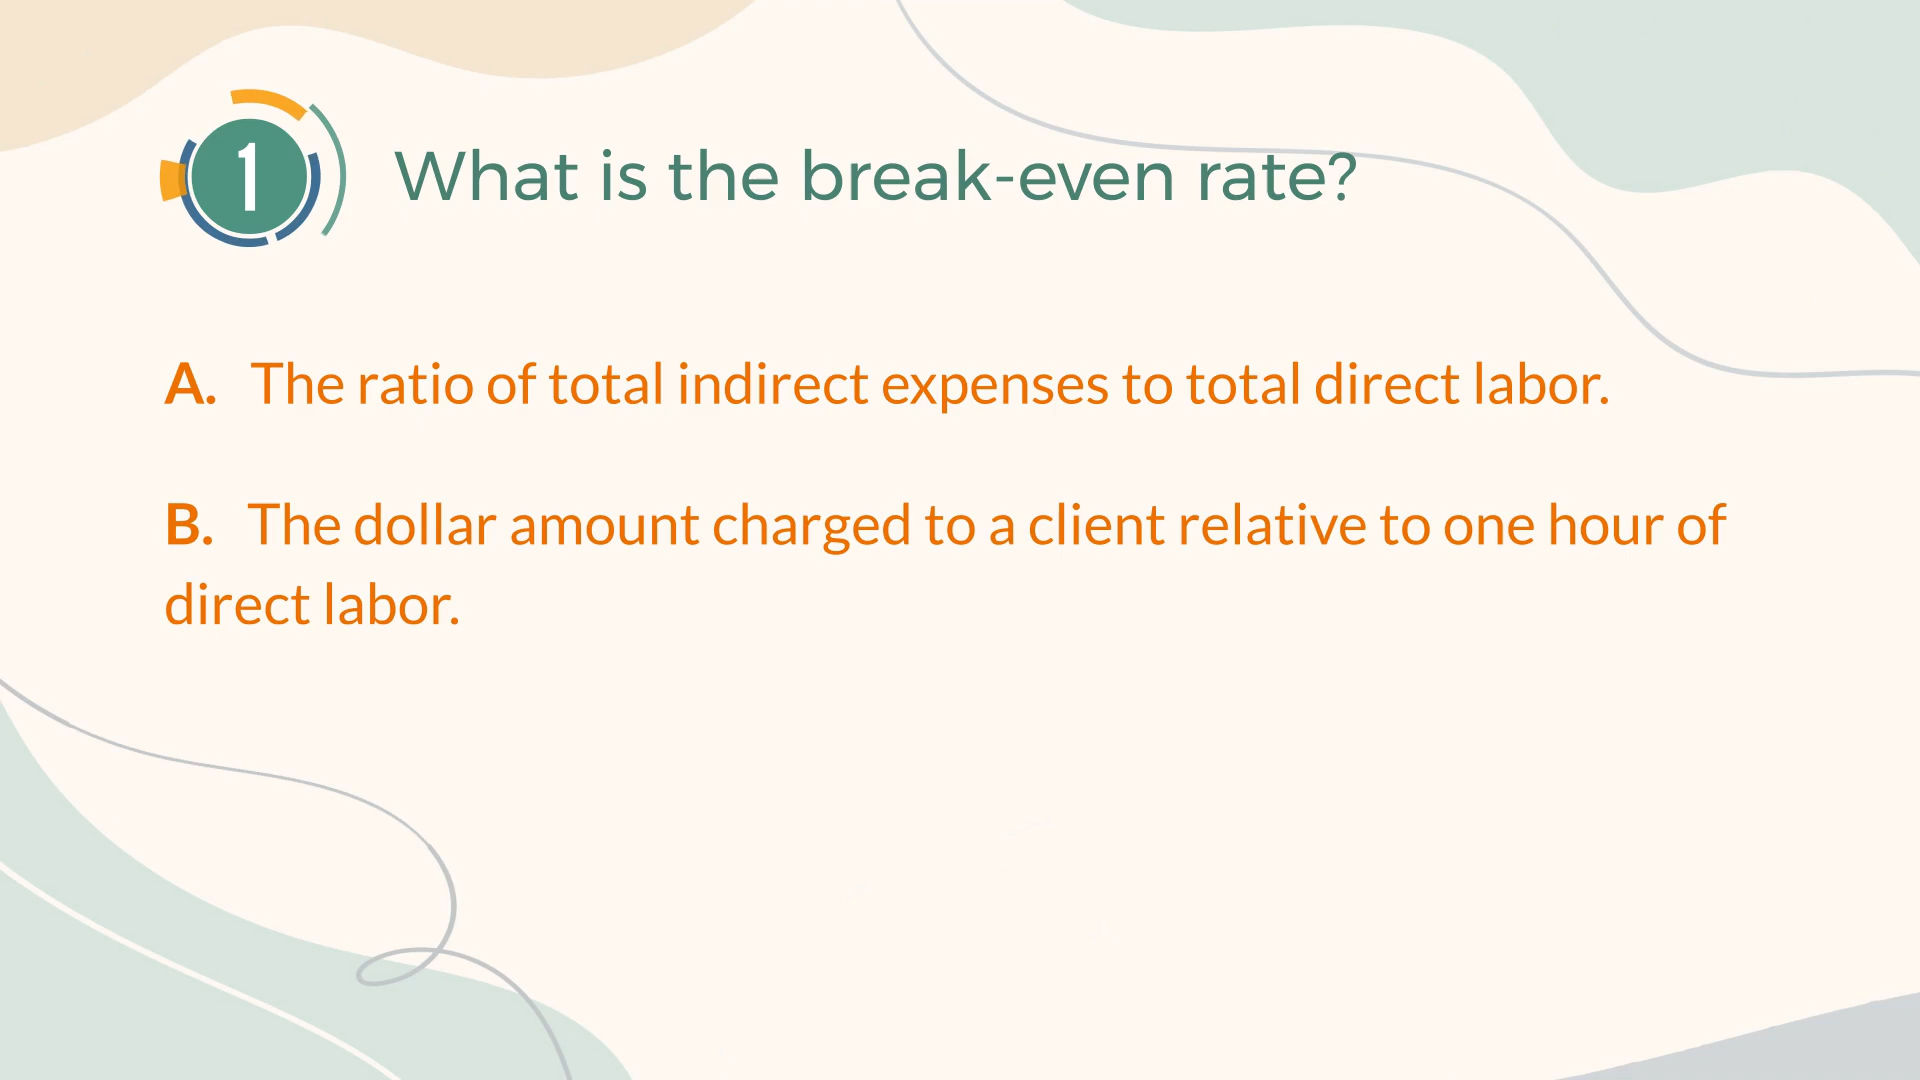 1 What is the break-even rate?
A. The ratio of total indirect expenses to total direct labor.
B. The dollar amount charged to a client relative to one hour of
direct labor.